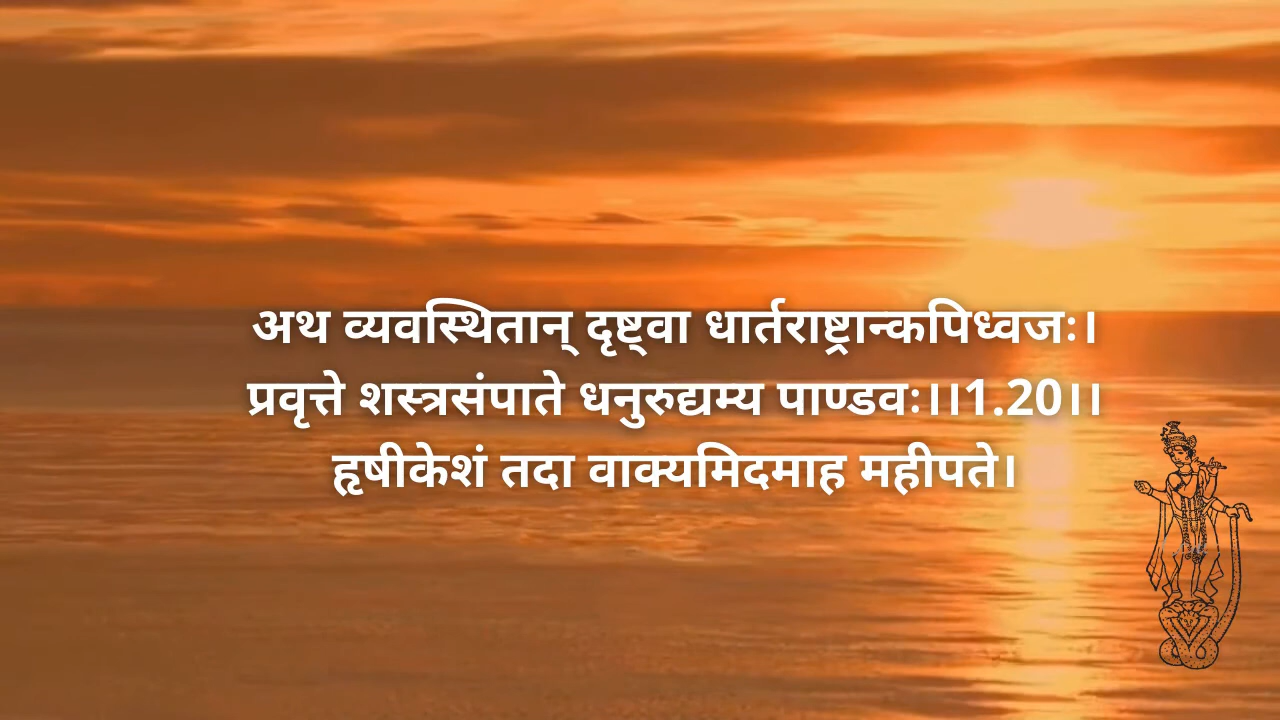 अथ व्यवस्थितान् दृष्ट्वा धार्तराष्ट्रान्कपिध्वजः।
प्रवृत्ते शस्त्रसंपाते धनुरुद्यम्य पाण्डवः।।1.20।।
हृषीकेशं तदा वाक्यमिदमाह महीपते।